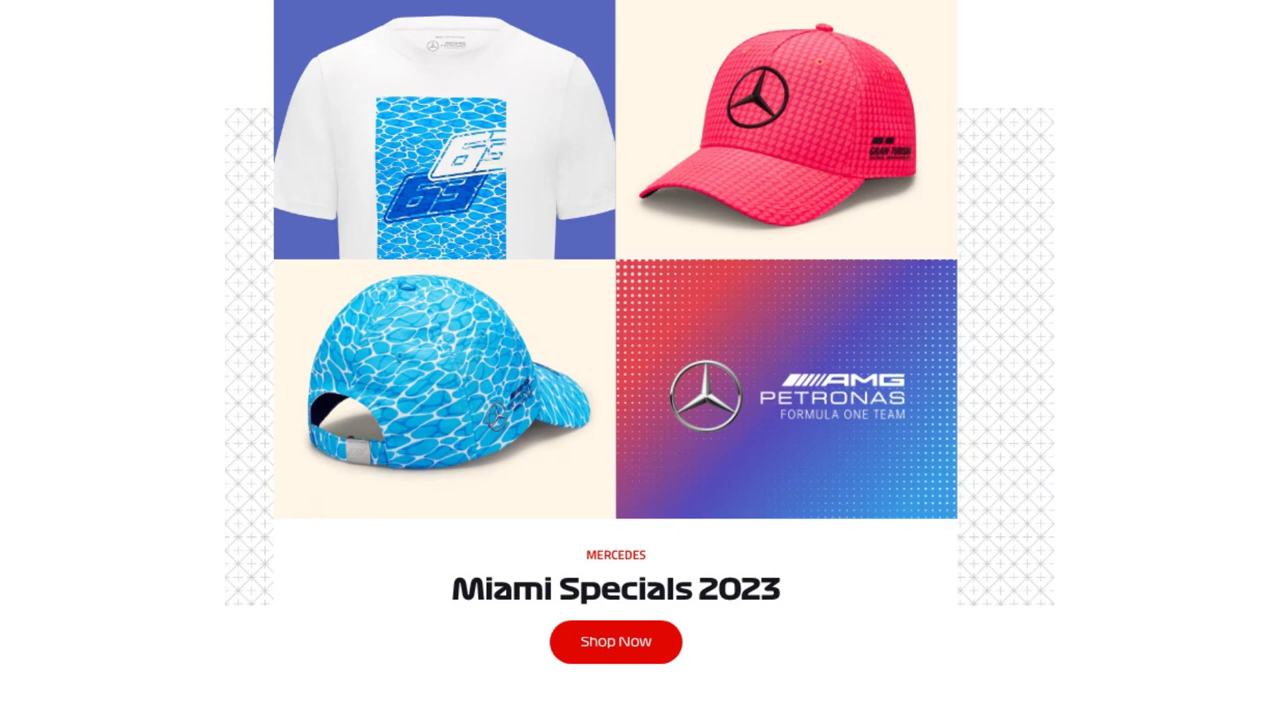 63
63
AMG
PETRONAS
FORMULA ONE TEAM
MERCEDES
Miami Specials 2023
Shop Now